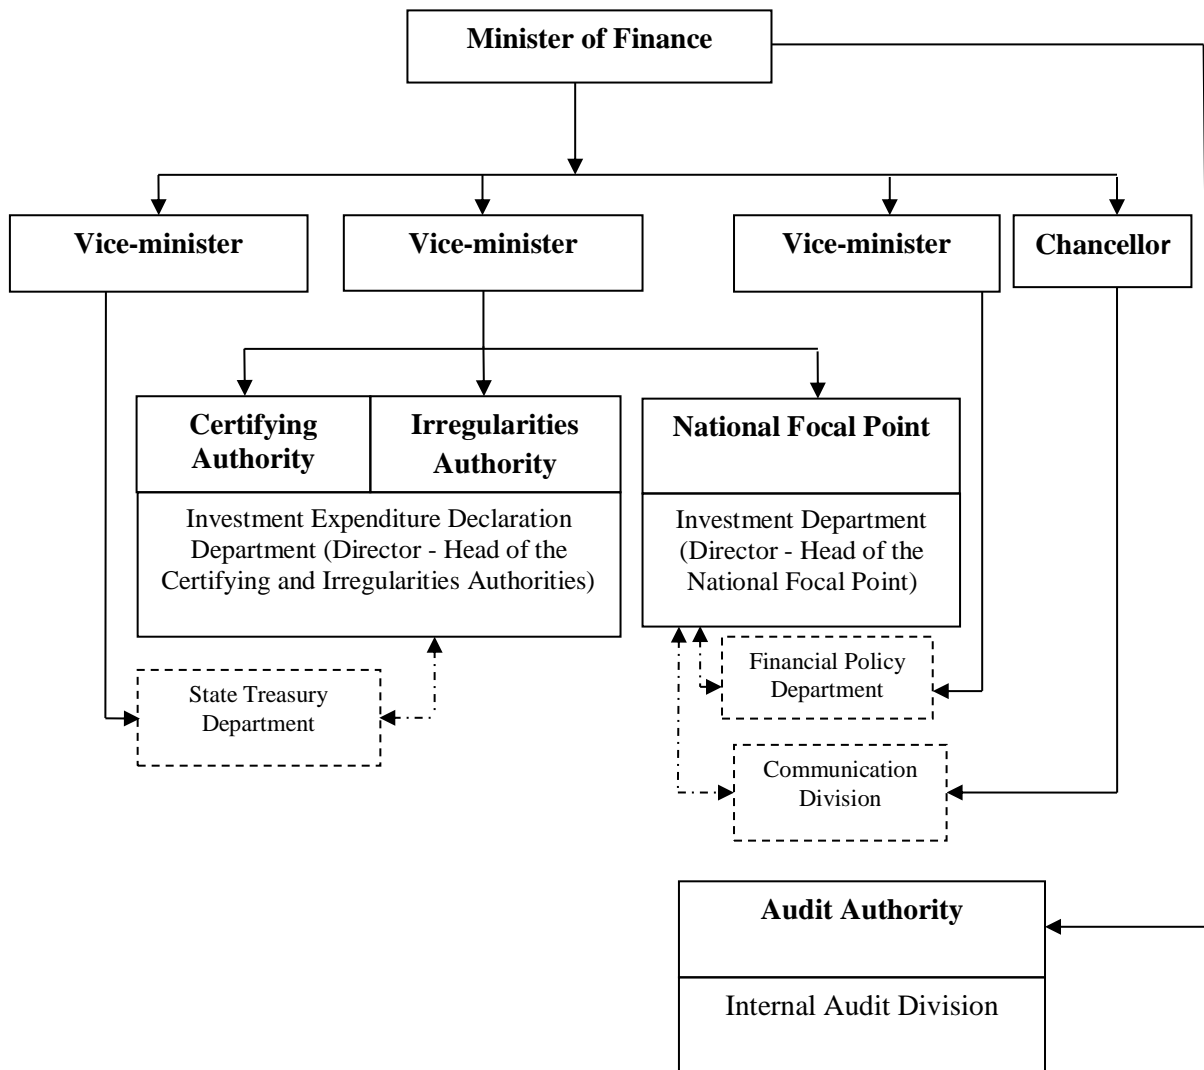 Minister of Finance
Vice-minister
Vice-minister
Vice-minister
Chancellor
Certifying
Authority
Irregularities
Authority
National Focal Point
Investment Expenditure Declaration
Department (Director - Head of the
Certifying and Irregularities Authorities)
Investment Department
(Director - Head of the
National Focal Point)
State Treasury
Department
Financial Policy
Department
Communication
Division
Audit Authority
Internal Audit Division